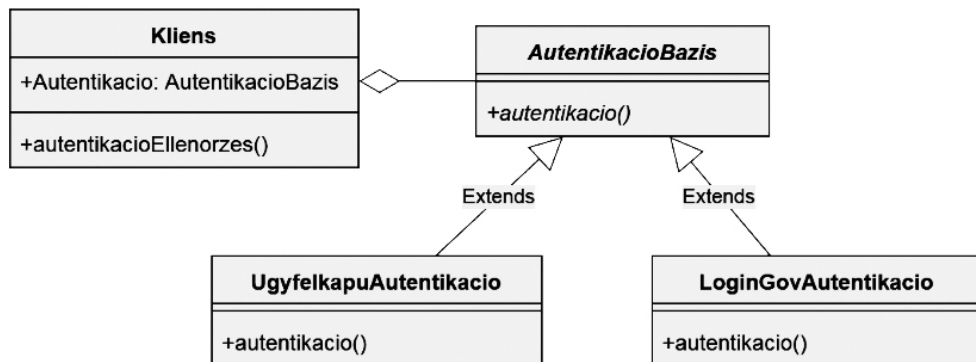 Kliens
+Autentikacio: AutentikacioBazis
+autentikacioEllenorzes()
AutentikacioBazis
+autentikacio()
Extends
Extends
UgyfelkapuAutentikacio
+autentikacio()
LoginGovAutentikacio
+autentikacio()